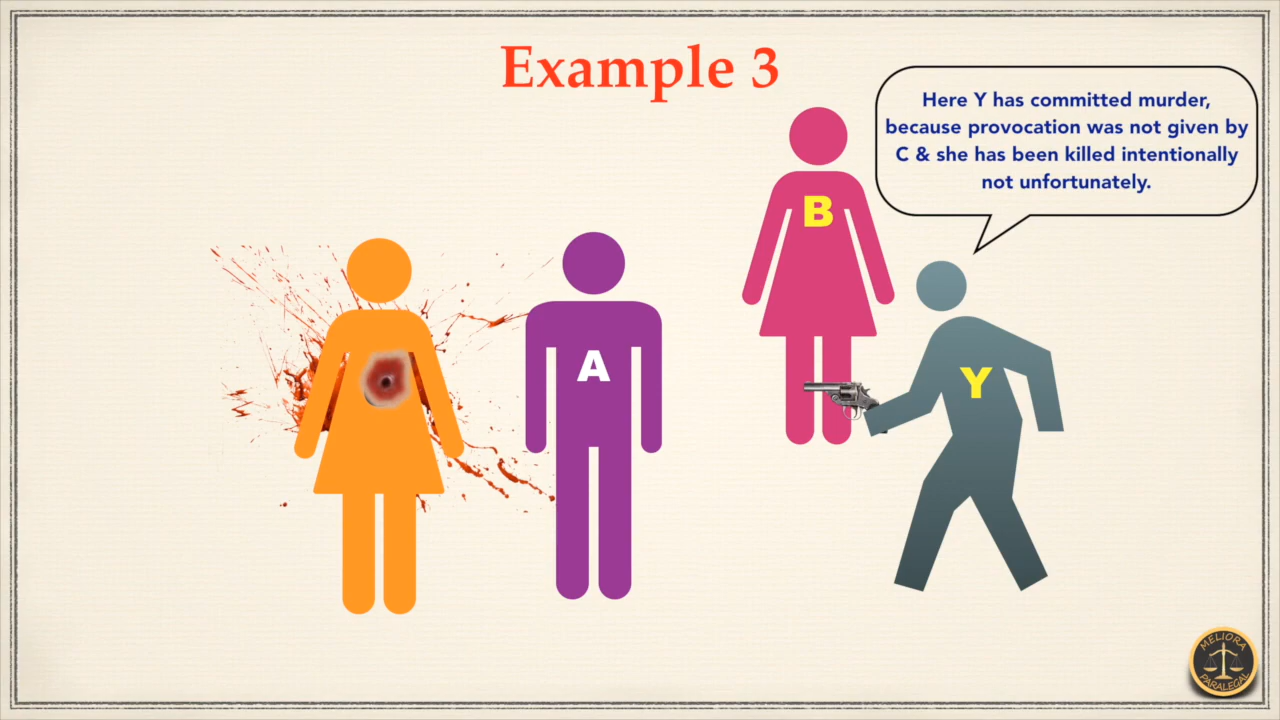 Example 3
Here Y has committed murder,
because provocation was not given by
C & she has been killed intentionally
not unfortunately.
B
A
Y
MELIORA
PARALEGAL